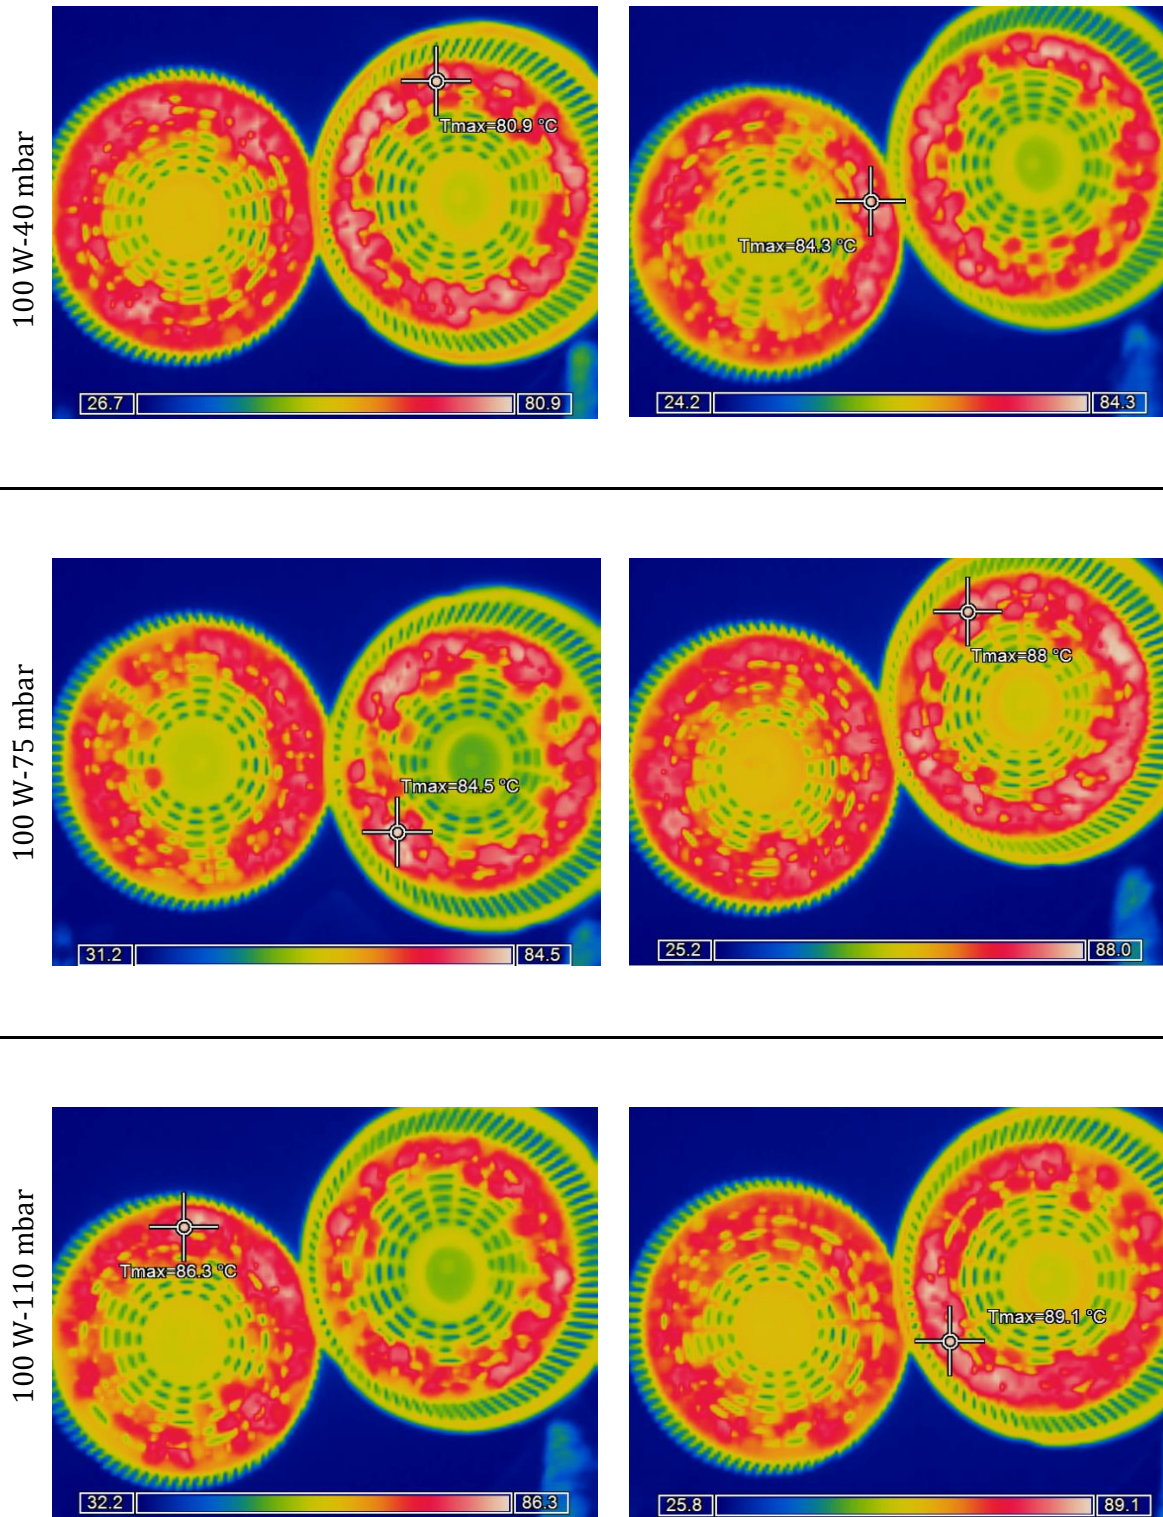 100 W-40 mbar
Tmax=80.9 °C
26.7 80.9
Tmax=84.3 °C
24.2 84.3
100 W-75 mbar
Tmax=84.5 °C
31.2 84.5
Tmax=88 °C
25.2 88.0
100 W-110 mbar
Tmax=86.3 °C
32.2 86.3
Tmax=89.1 °C
25.8 89.1